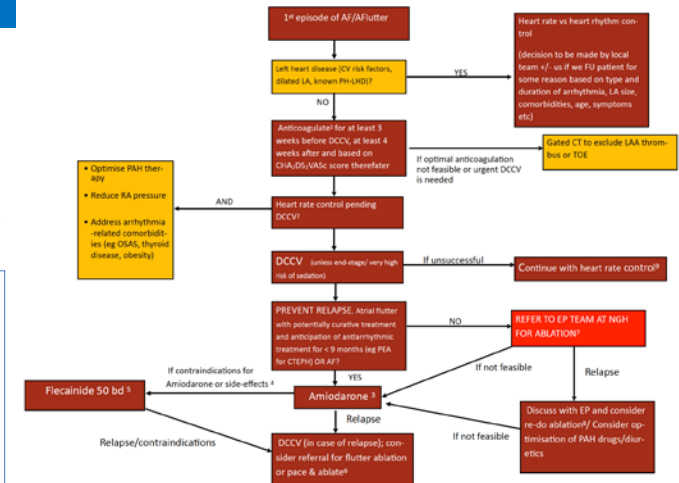 1st episode of AF/AFlutter
Left heart disease (CV risk factors,
dilated LA, known PH-LHD)?
YES
Heart rate vs heart rhythm con-
trol
(decision to be made by local
team +/- us if we FU patient for
some reason based on type and
duration of arrhythmia, LA size,
comorbidities, age, symptoms
etc)
NO
Anticoagulate for at least 3
weeks before DCCV, at least 4
weeks after and based on
CHA₂DS₂VASc score therefater
If optimal anticoagulation
not feasible or urgent DCCV
is needed
Gated CT to exclude LAA throm-
bus or TOE
• Optimise PAH ther-
apy
• Reduce RA pressure
• Address arrhythmia
-related comorbidit-
ies (eg OSAS, thyroid
disease, obesity)
AND
Heart rate control pending
DCCV²
DCCV (unless end-stage/ very high
risk of sedation)
If unsuccessful
Continue with heart rate control⁹
PREVENT RELAPSE. Atrial flutter
with potentially curative treatment
and anticipation of antiarrhythmic
treatment for < 9 months (eg PEA
for CTEPH) OR AF?
NO
REFER TO EP TEAM AT NGH
FOR ABLATION⁷
If contraindications for
Amiodarone or side-effects ⁴
YES
If not feasible
Relapse
Flecainide 50 bd ⁵
Amiodarone ³
Relapse
Discuss with EP and consider
re-do ablation⁸/ Consider op-
timisation of PAH drugs/diur-
etics
Relapse/contraindications
If not feasible
DCCV (in case of relapse); con-
sider referral for flutter ablation
or pace & ablate⁶